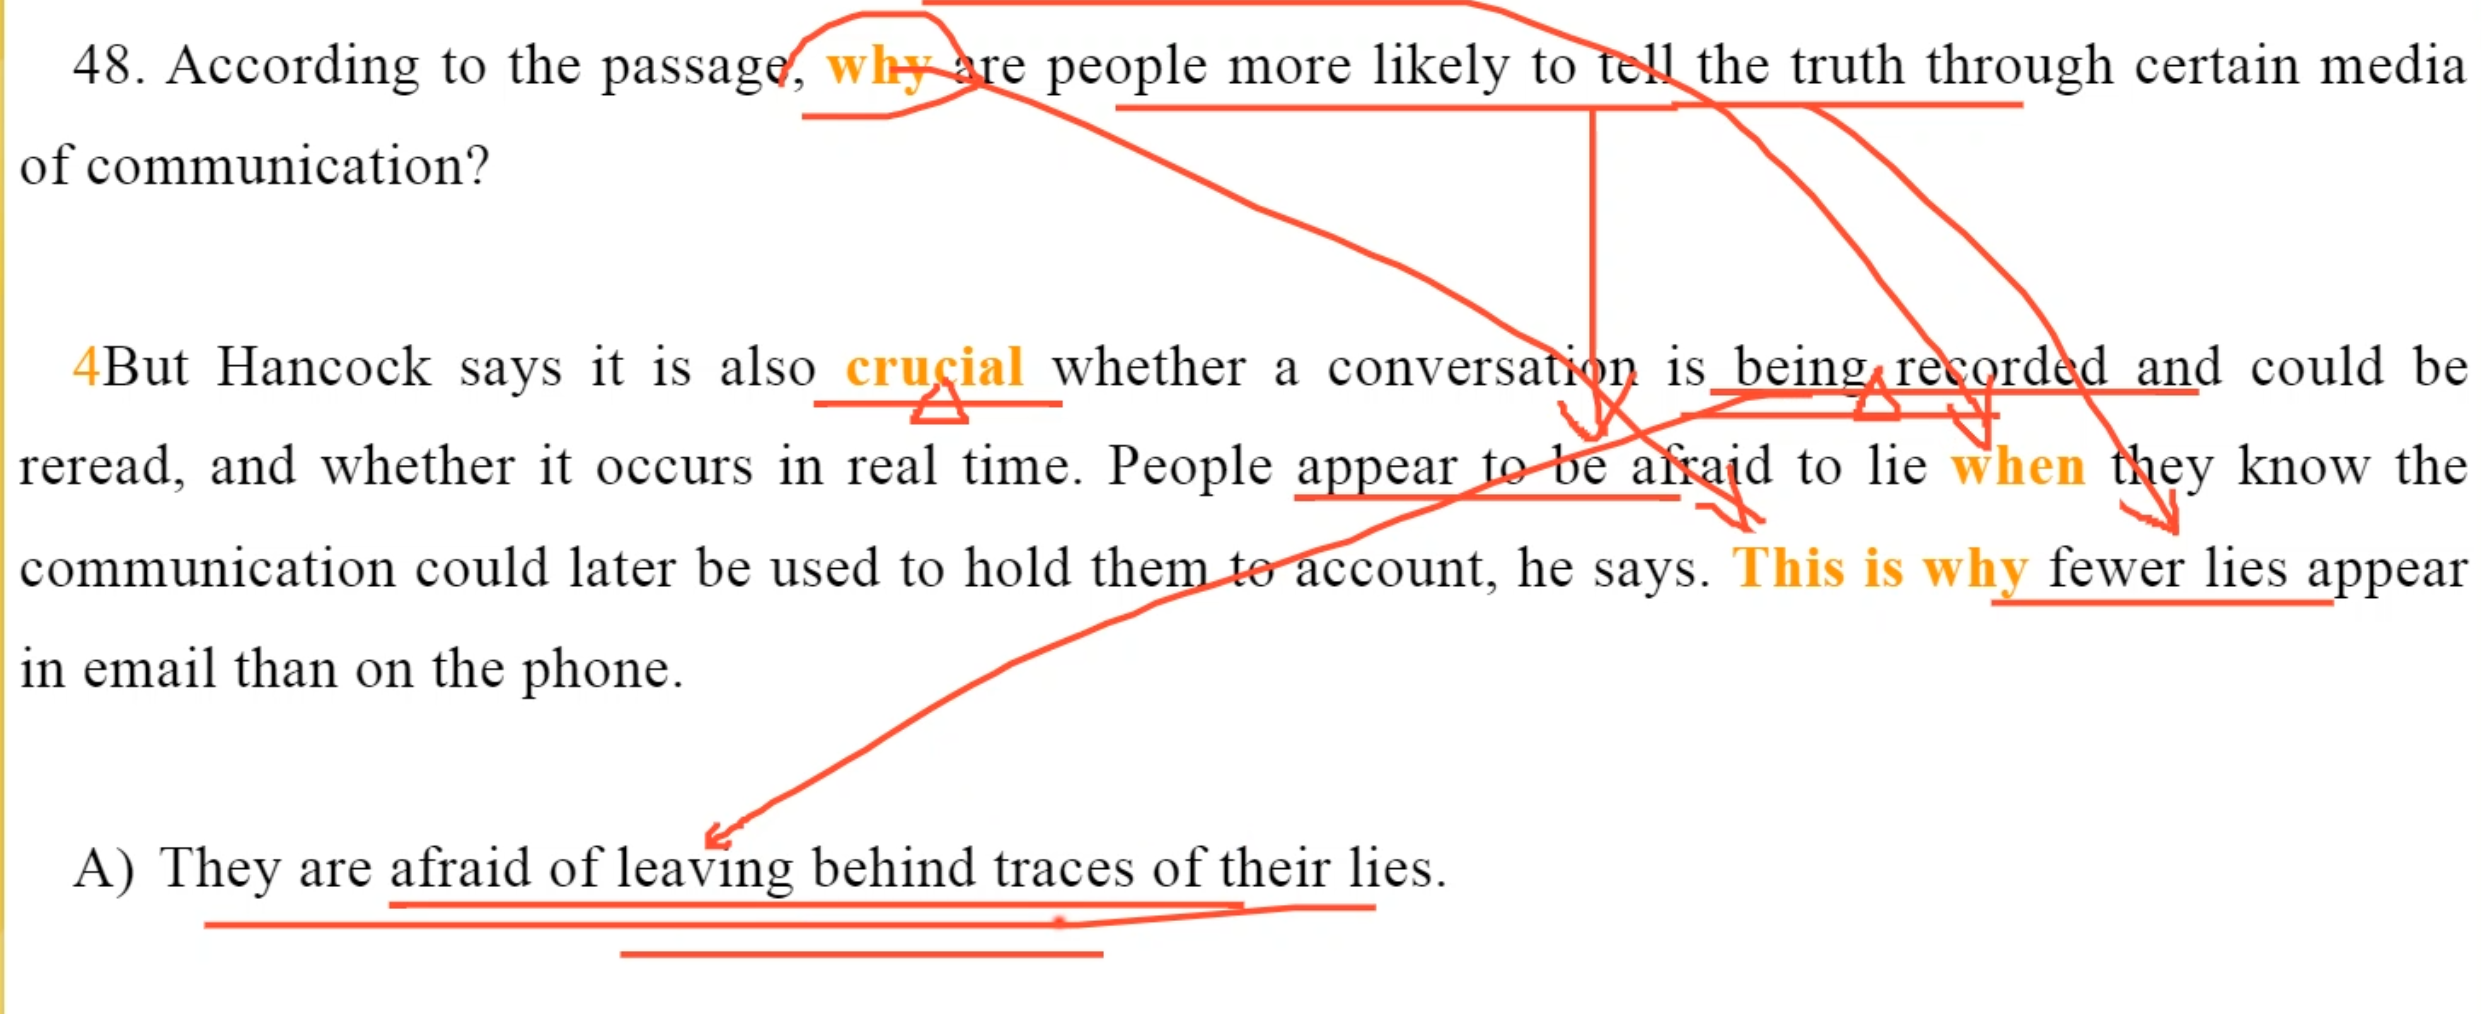 48. According to the passage, why are people more likely to tell the truth through certain media
of communication?
4But Hancock says it is also crucial whether a conversation is being recorded and could be
reread, and whether it occurs in real time. People appear to be afraid to lie when they know the
communication could later be used to hold them to account, he says. This is why fewer lies appear
in email than on the phone.
A) They are afraid of leaving behind traces of their lies.